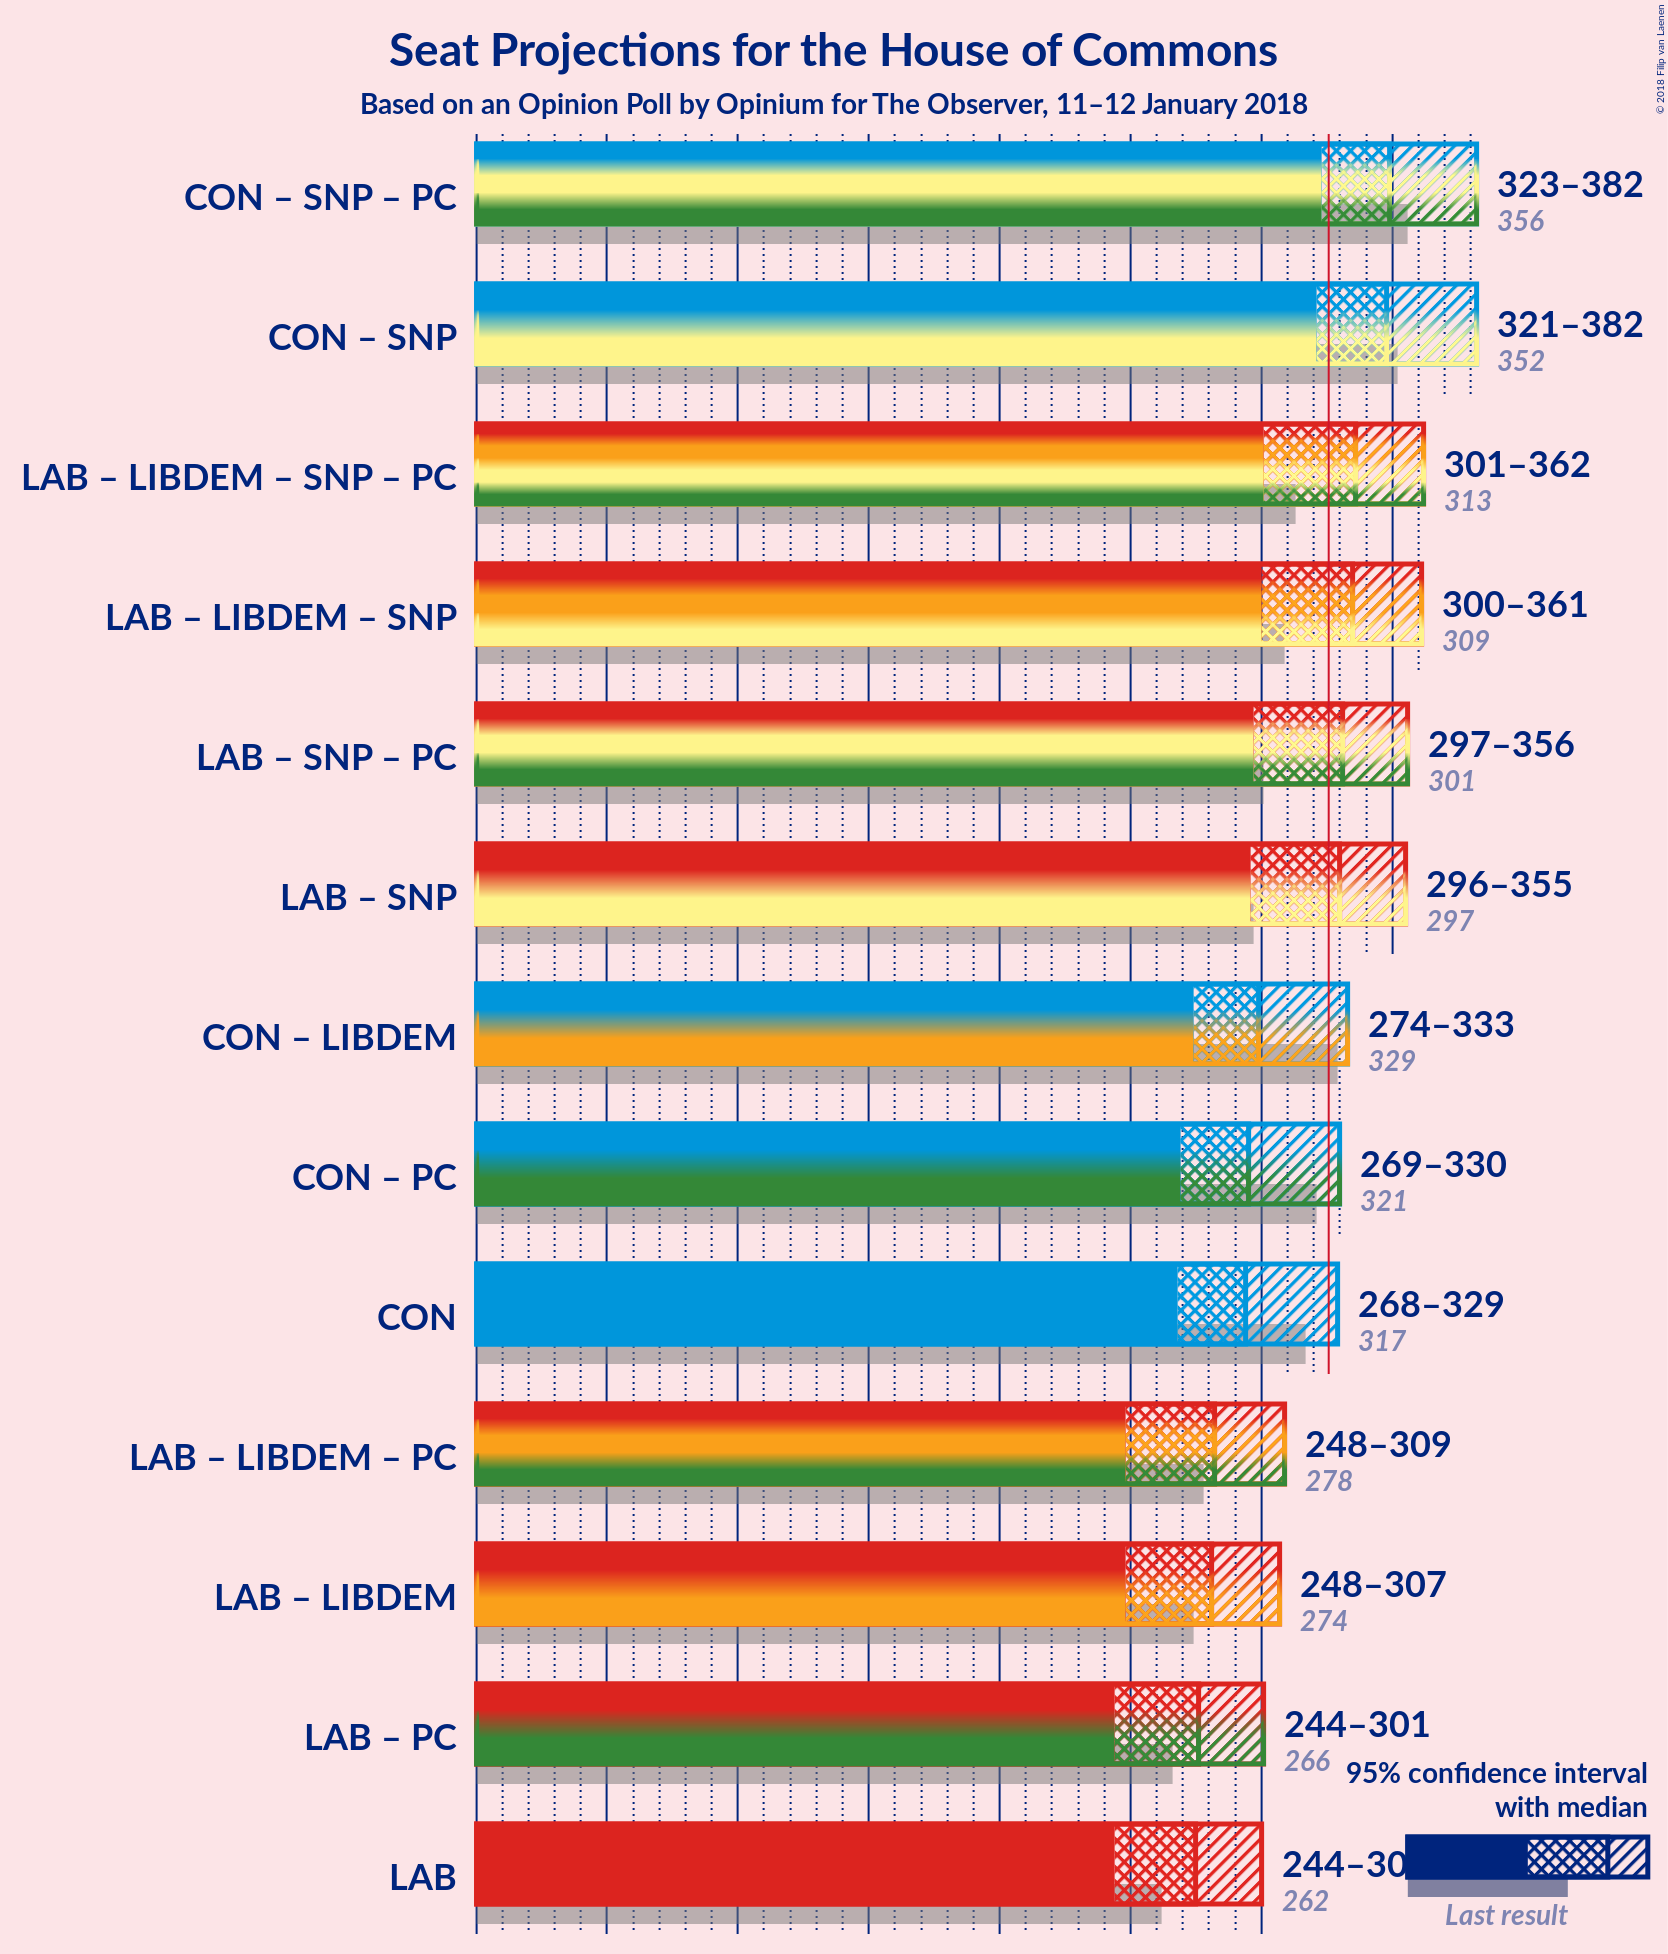 Seat Projections for the House of Commons
Based on an Opinion Poll by Opinium for The Observer, 11–12 January 2018
© 2018 Filip van Laenen
CON – SNP – PC
323–382
356
CON – SNP
321–382
352
LAB – LIBDEM – SNP – PC
301–362
313
LAB – LIBDEM – SNP
300–361
309
LAB – SNP – PC
297–356
301
LAB – SNP
296–355
297
CON – LIBDEM
274–333
329
CON – PC
269–330
321
CON
268–329
317
LAB – LIBDEM – PC
248–309
278
LAB – LIBDEM
248–307
274
LAB – PC
244–301
266
95% confidence interval
with median
LAB
244–30
262
Last result